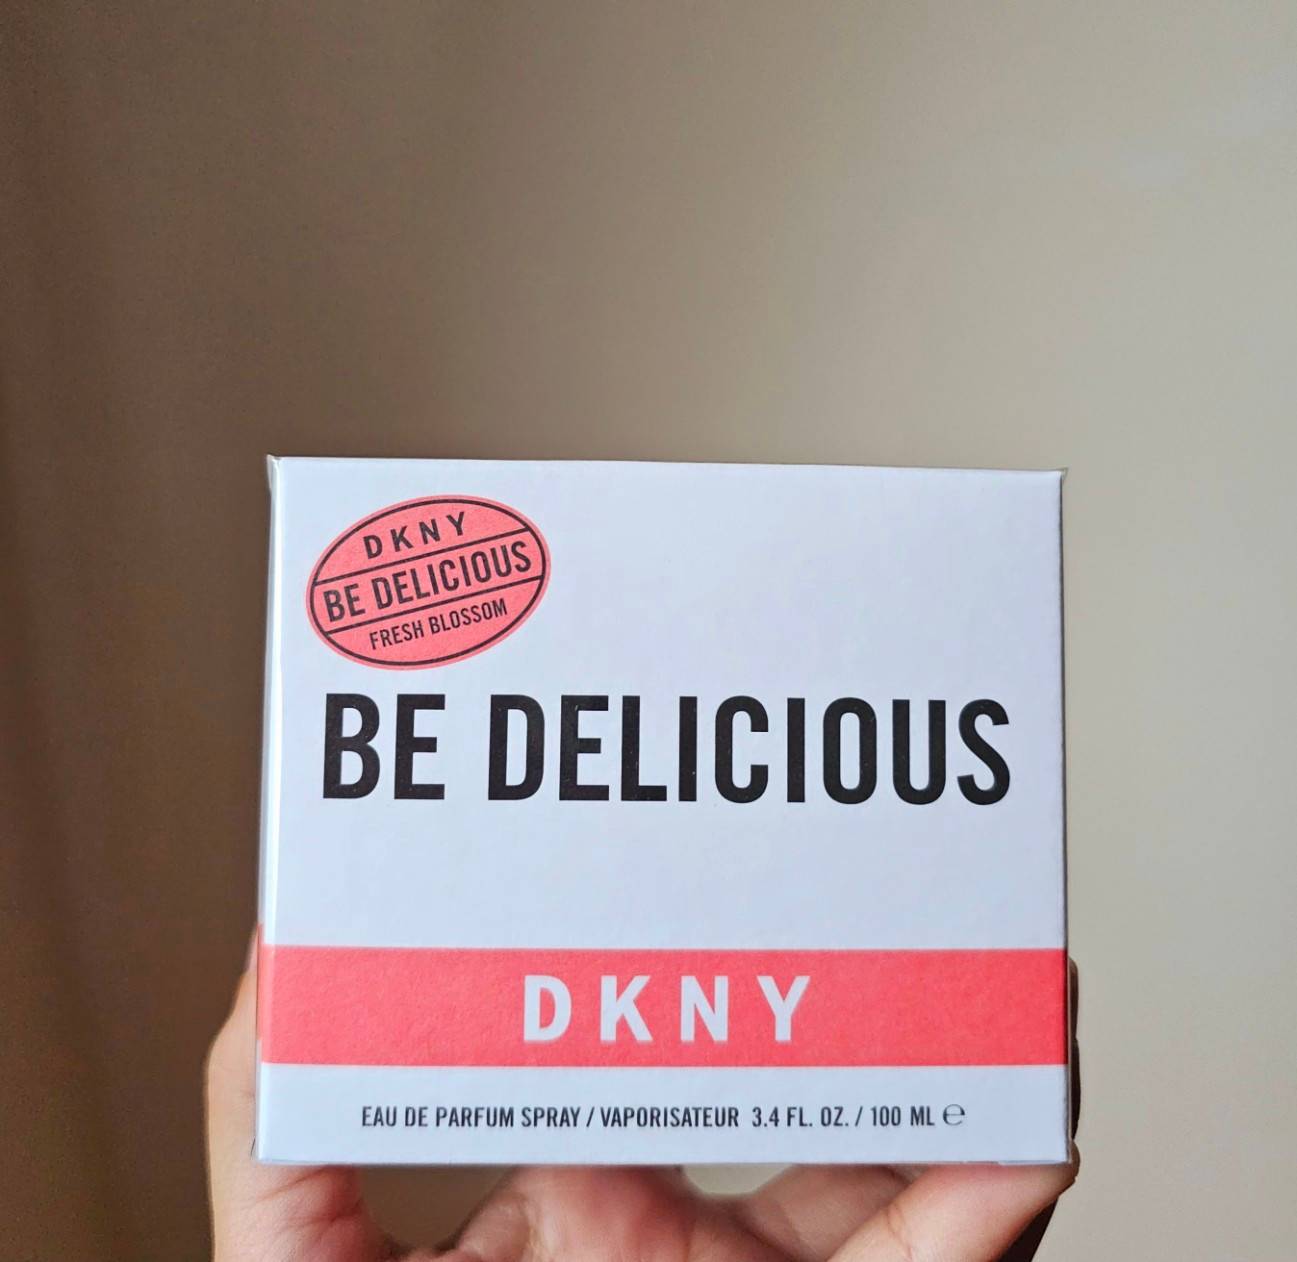 DKNY
BE DELICIOUS
FRESH BLOSSOM
BE DELICIOUS
DKNY
EAU DE PARFUM SPRAY / VAPORISATEUR 3.4 FL. OZ. / 100 ML ℮